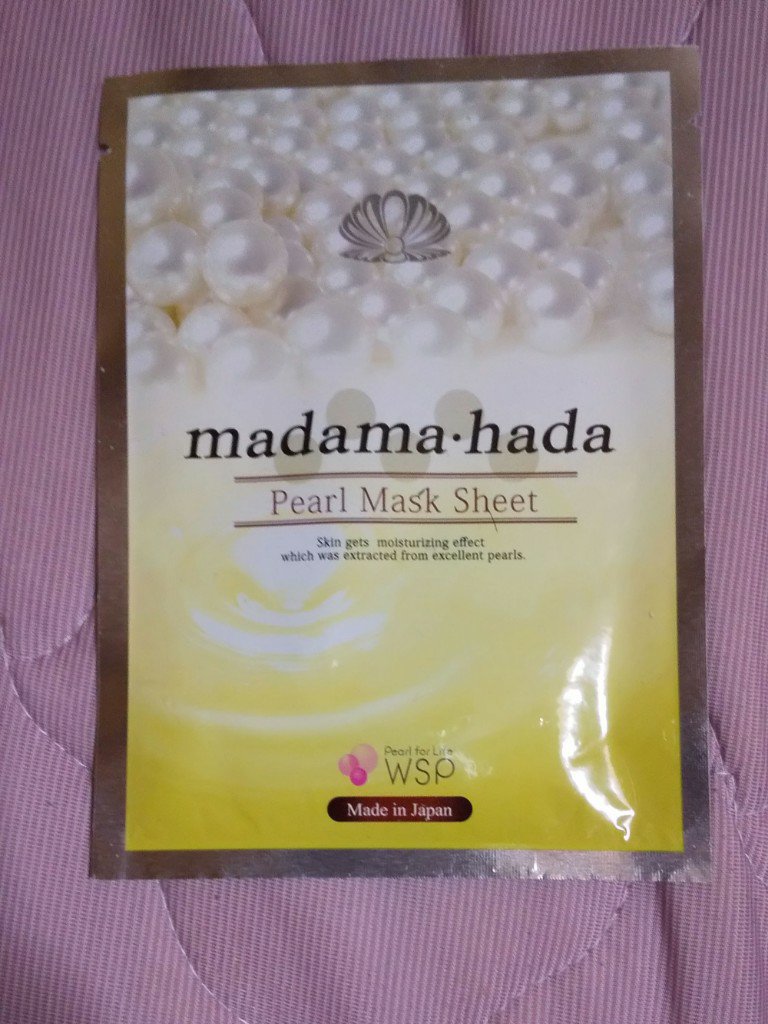 madama·hada
Pearl Mask Sheet
Skin gets moisturizing effect
which was extracted from excellent pearls.
Pearl for Life
WSP
Made in Japan